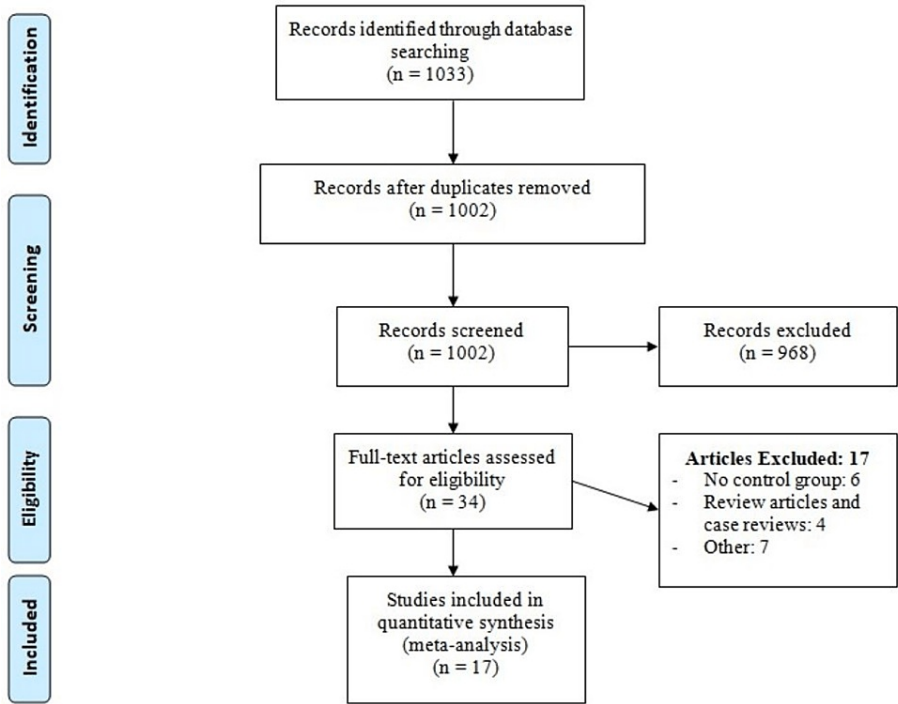 Identification
Records identified through database
searching
(n = 1033)
Records after duplicates removed
(n = 1002)
Screening
Records screened
(n = 1002)
Records excluded
(n = 968)
Eligibility
Full-text articles assessed
for eligibility
(n = 34)
Articles Excluded: 17
- No control group: 6
- Review articles and
case reviews: 4
- Other: 7
Included
Studies included in
quantitative synthesis
(meta-analysis)
(n = 17)